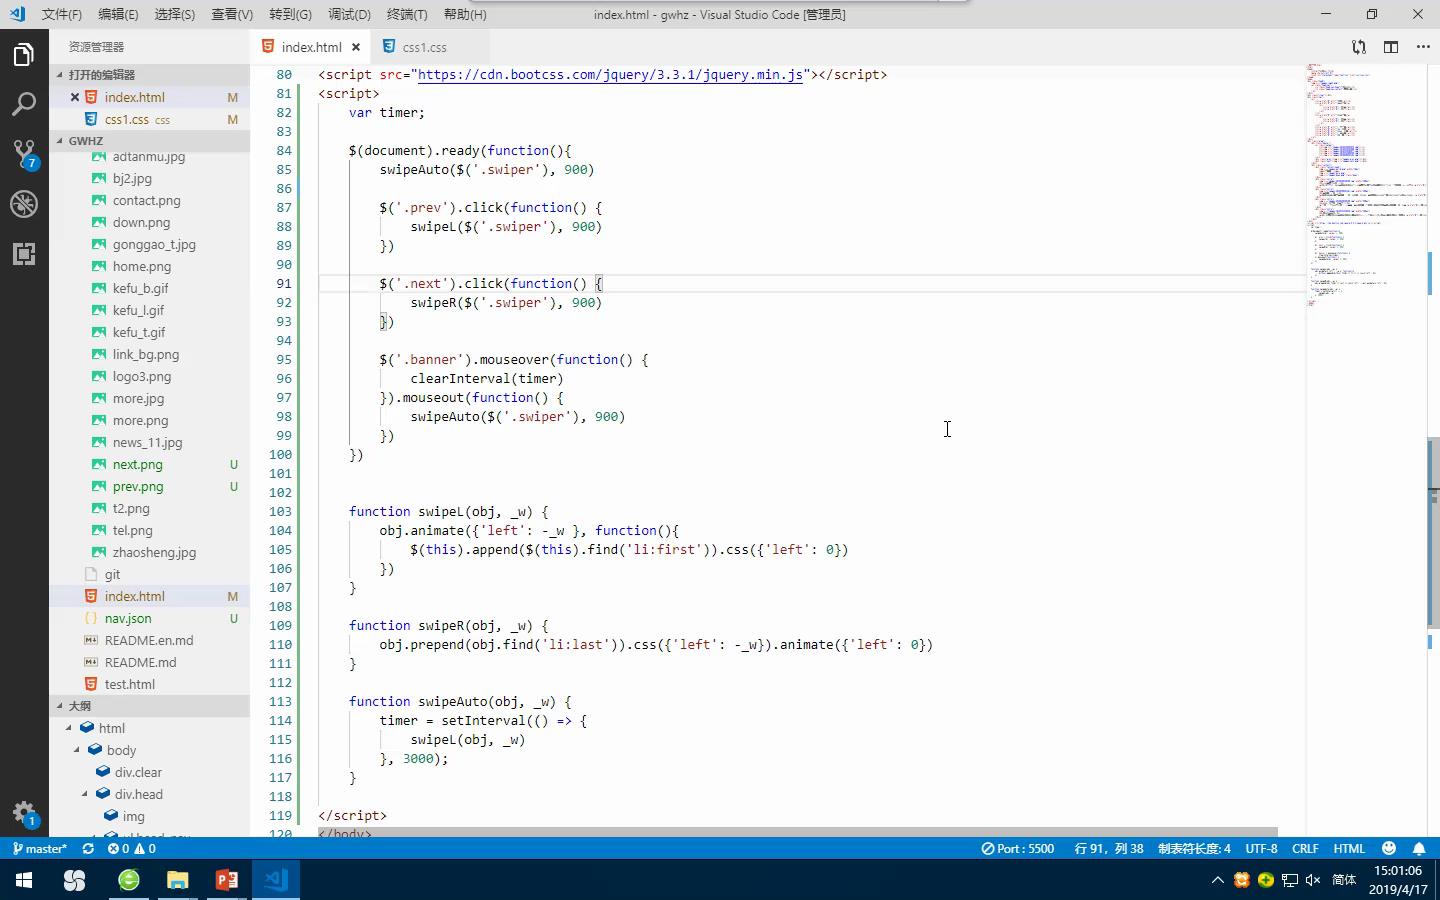 文件(F) 编辑(E) 选择(S) 查看(V) 转到(G) 调试(D) 终端(T) 帮助(H) index.html - gwhz - Visual Studio Code [管理员]
资源管理器
index.html
css1.css
打开的编辑器
index.html M
css1.css css M
GWHZ
adtanmu.jpg
bj2.jpg
contact.png
down.png
gonggao_t.jpg
home.png
kefu_b.gif
kefu_l.gif
kefu_t.gif
link_bg.png
logo3.png
more.jpg
more.png
news_11.jpg
next.png U
prev.png U
t2.png
tel.png
zhaosheng.jpg
git
index.html M
nav.json U
README.en.md
README.md
test.html
大纲
html
body
div.clear
div.head
img
7
1
80 <script src="https://cdn.bootcss.com/jquery/3.3.1/jquery.min.js"></script>
81 <script>
82 var timer;
83
84 $(document).ready(function(){
85 swipeAuto($('.swiper'), 900)
86
87 $('.prev').click(function() {
88 swipeL($('.swiper'), 900)
89 })
90
91 $('.next').click(function() {
92 swipeR($('.swiper'), 900)
93 })
94
95 $('.banner').mouseover(function() {
96 clearInterval(timer)
97 }).mouseout(function() {
98 swipeAuto($('.swiper'), 900)
99 })
100 })
101
102
103 function swipeL(obj, _w) {
104 obj.animate({'left': -_w }, function(){
105 $(this).append($(this).find('li:first')).css({'left': 0})
106 })
107 }
108
109 function swipeR(obj, _w) {
110 obj.prepend(obj.find('li:last')).css({'left': -_w}).animate({'left': 0})
111 }
112
113 function swipeAuto(obj, _w) {
114 timer = setInterval(() => {
115 swipeL(obj, _w)
116 }, 3000);
117 }
118
119 </script>
120 </body>
master* 0 0 Port : 5500 行 91，列 38 制表符长度: 4 UTF-8 CRLF HTML
简体
15:01:06
2019/4/17